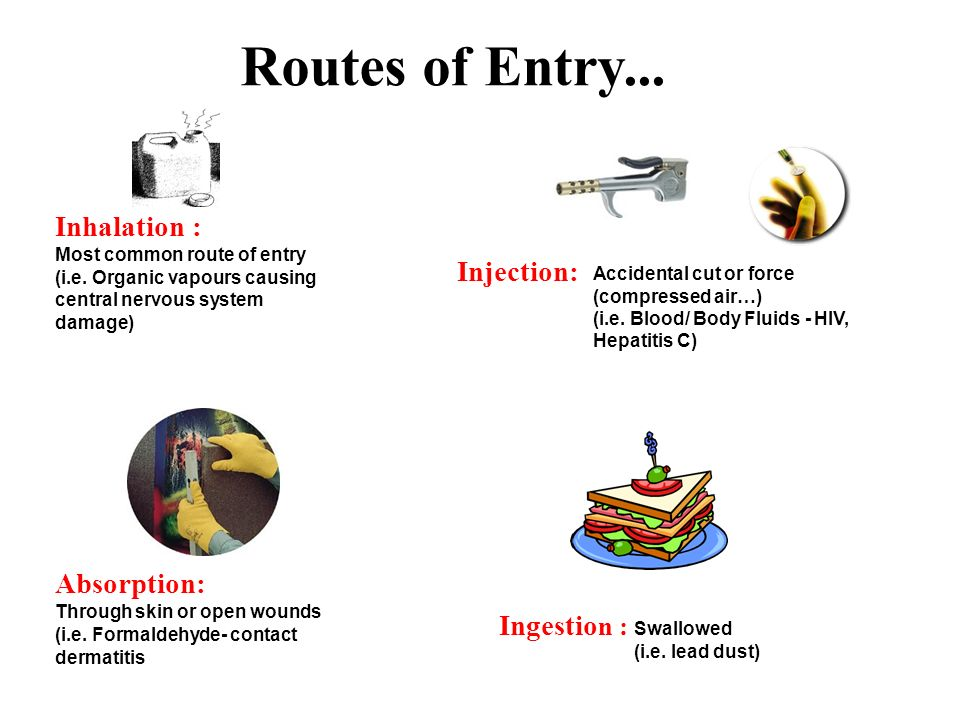 Routes of Entry...
Inhalation :
Most common route of entry
(i.e. Organic vapours causing
central nervous system
damage)
Injection: Accidental cut or force
(compressed air…)
(i.e. Blood/ Body Fluids - HIV,
Hepatitis C)
Absorption:
Through skin or open wounds
(i.e. Formaldehyde- contact
dermatitis
Ingestion : Swallowed
(i.e. lead dust)